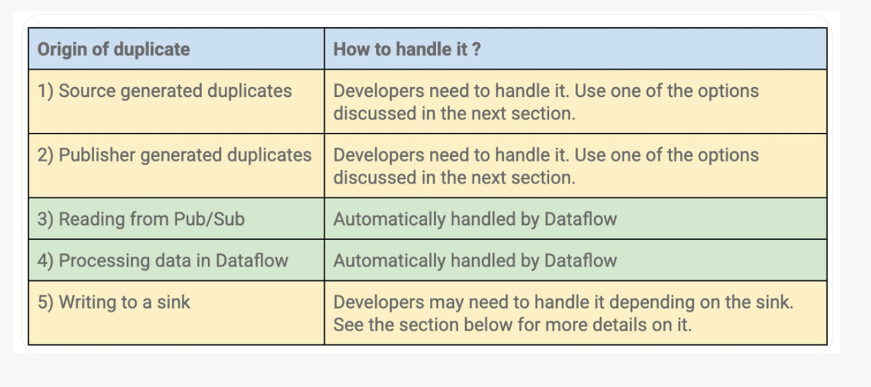 Origin of duplicate
How to handle it ?
1) Source generated duplicates
Developers need to handle it. Use one of the options
discussed in the next section.
2) Publisher generated duplicates
Developers need to handle it. Use one of the options
discussed in the next section.
3) Reading from Pub/Sub
Automatically handled by Dataflow
4) Processing data in Dataflow
Automatically handled by Dataflow
5) Writing to a sink
Developers may need to handle it depending on the sink.
See the section below for more details on it.